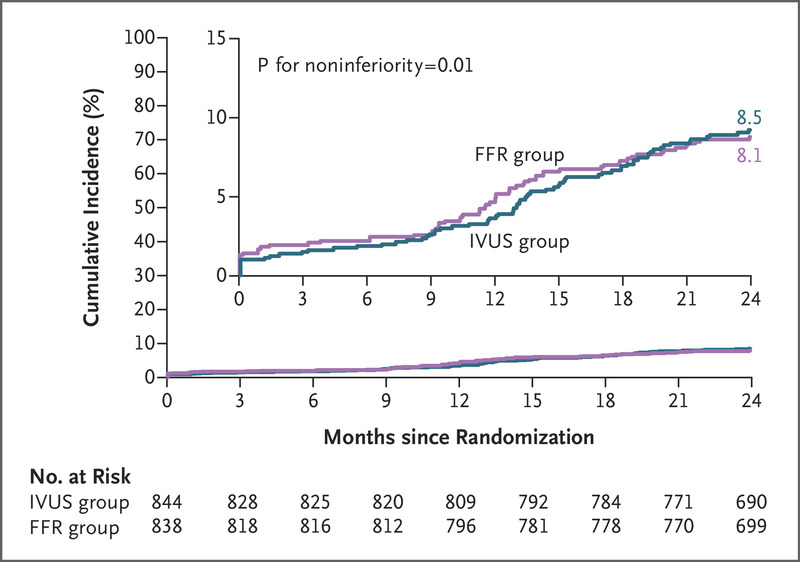 Cumulative Incidence (%)
100
90
80
70
60
50
40
30
20
10
0
15
10
5
0
P for noninferiority=0.01
FFR group
IVUS group
8.5
8.1
0 3 6 9 12 15 18 21 24
0 3 6 9 12 15 18 21 24
Months since Randomization
No. at Risk
IVUS group 844 828 825 820 809 792 784 771 690
FFR group 838 818 816 812 796 781 778 770 699